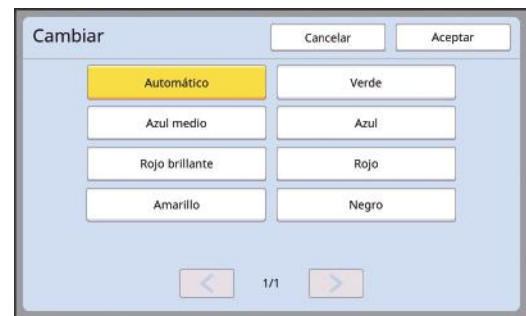 Cambiar Cancelar Aceptar
Automático Verde
Azul medio Azul
Rojo brillante Rojo
Amarillo Negro
1/1